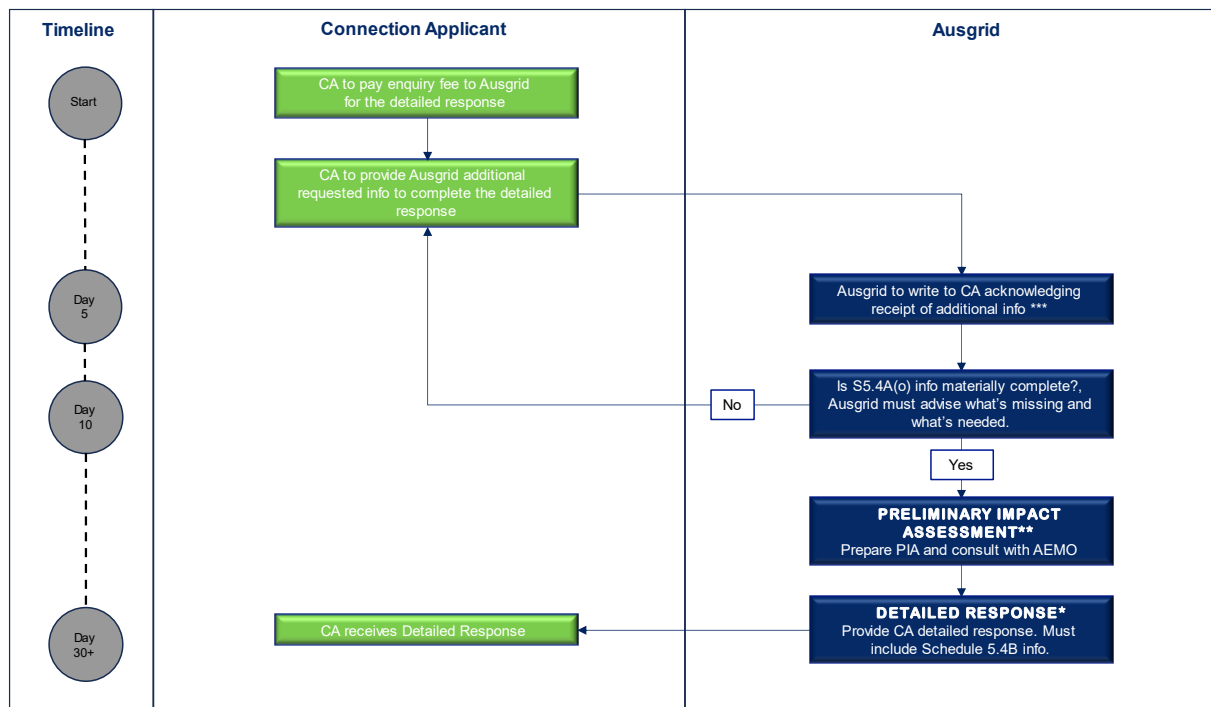 Timeline
Connection Applicant
Ausgrid
Start
CA to pay enquiry fee to Ausgrid
for the detailed response
CA to provide Ausgrid additional
requested info to complete the detailed
response
Day
5
Ausgrid to write to CA acknowledging
receipt of additional info ***
Day
10
No
Is S5.4A(o) info materially complete?,
Ausgrid must advise what's missing and
what's needed.
Yes
PRELIMINARY IMPACT
ASSESSMENT**
Prepare PIA and consult with AEMO
Day
30+
CA receives Detailed Response
DETAILED RESPONSE*
Provide CA detailed response. Must
include Schedule 5.4B info.